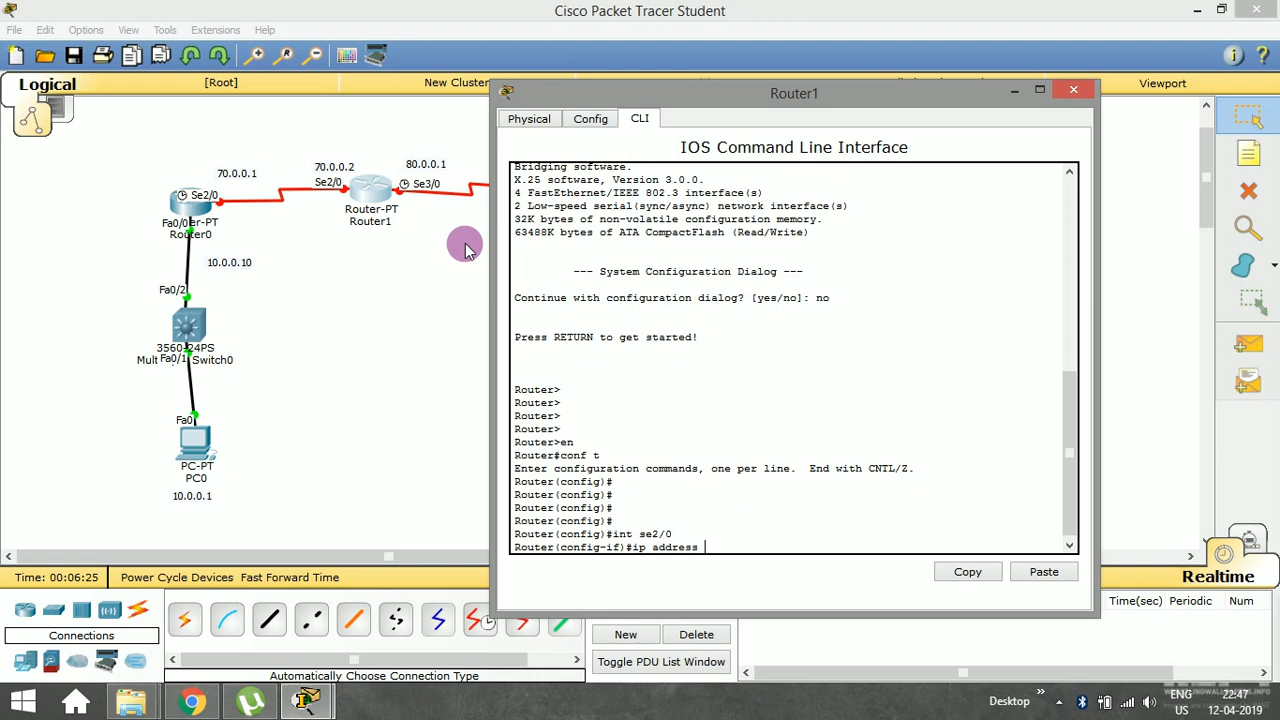 Cisco Packet Tracer Student
File Edit Options View Tools Extensions Help
Logical
[Root]
New Cluster
Viewport
Router1
Physical Config CLI
IOS Command Line Interface
Bridging software.
X.25 software, Version 3.0.0.
4 FastEthernet/IEEE 802.3 interface(s)
2 Low-speed serial(sync/async) network interface(s)
32K bytes of non-volatile configuration memory.
63488K bytes of ATA CompactFlash (Read/Write)
--- System Configuration Dialog ---
Continue with configuration dialog? [yes/no]: no
Press RETURN to get started!
Router>
Router>
Router>
Router>
Router>en
Router#conf t
Enter configuration commands, one per line. End with CNTL/Z.
Router(config)#
Router(config)#
Router(config)#
Router(config)#
Router(config)#int se2/0
Router(config-if)#ip address
Copy Paste
70.0.0.1
70.0.0.2
80.0.0.1
Se2/0
Se2/0
Se3/0
Router-PT
Router1
Fa0/0
er-PT
Router0
10.0.0.10
Fa0/2
3560-24PS
Mult
Fa0/1
Switch0
Fa0
PC-PT
PC0
10.0.0.1
Time: 00:06:25 Power Cycle Devices Fast Forward Time
Realtime
Connections
Automatically Choose Connection Type
New Delete
Toggle PDU List Window
Time(sec) Periodic Num
Desktop
22:47
US 12-04-2019